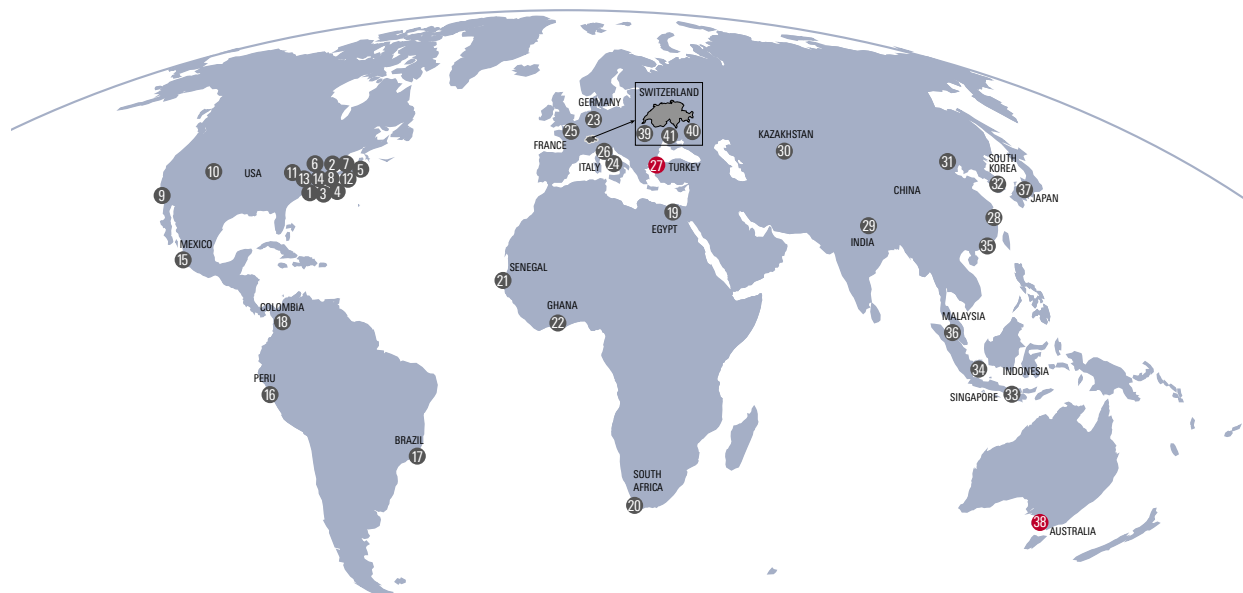 SWITZERLAND
39
41
40
GERMANY
23
25
FRANCE
26
ITALY
24
27
TURKEY
KAZAKHSTAN
30
31
SOUTH
KOREA
32
37
JAPAN
CHINA
28
29
INDIA
35
10
USA
6
2
7
11
5
13
14
8
12
9
1
3
4
MEXICO
15
19
EGYPT
SENEGAL
21
GHANA
22
COLOMBIA
18
MALAYSIA
36
34
INDONESIA
SINGAPORE
33
PERU
16
BRAZIL
17
SOUTH
AFRICA
20
38
AUSTRALIA